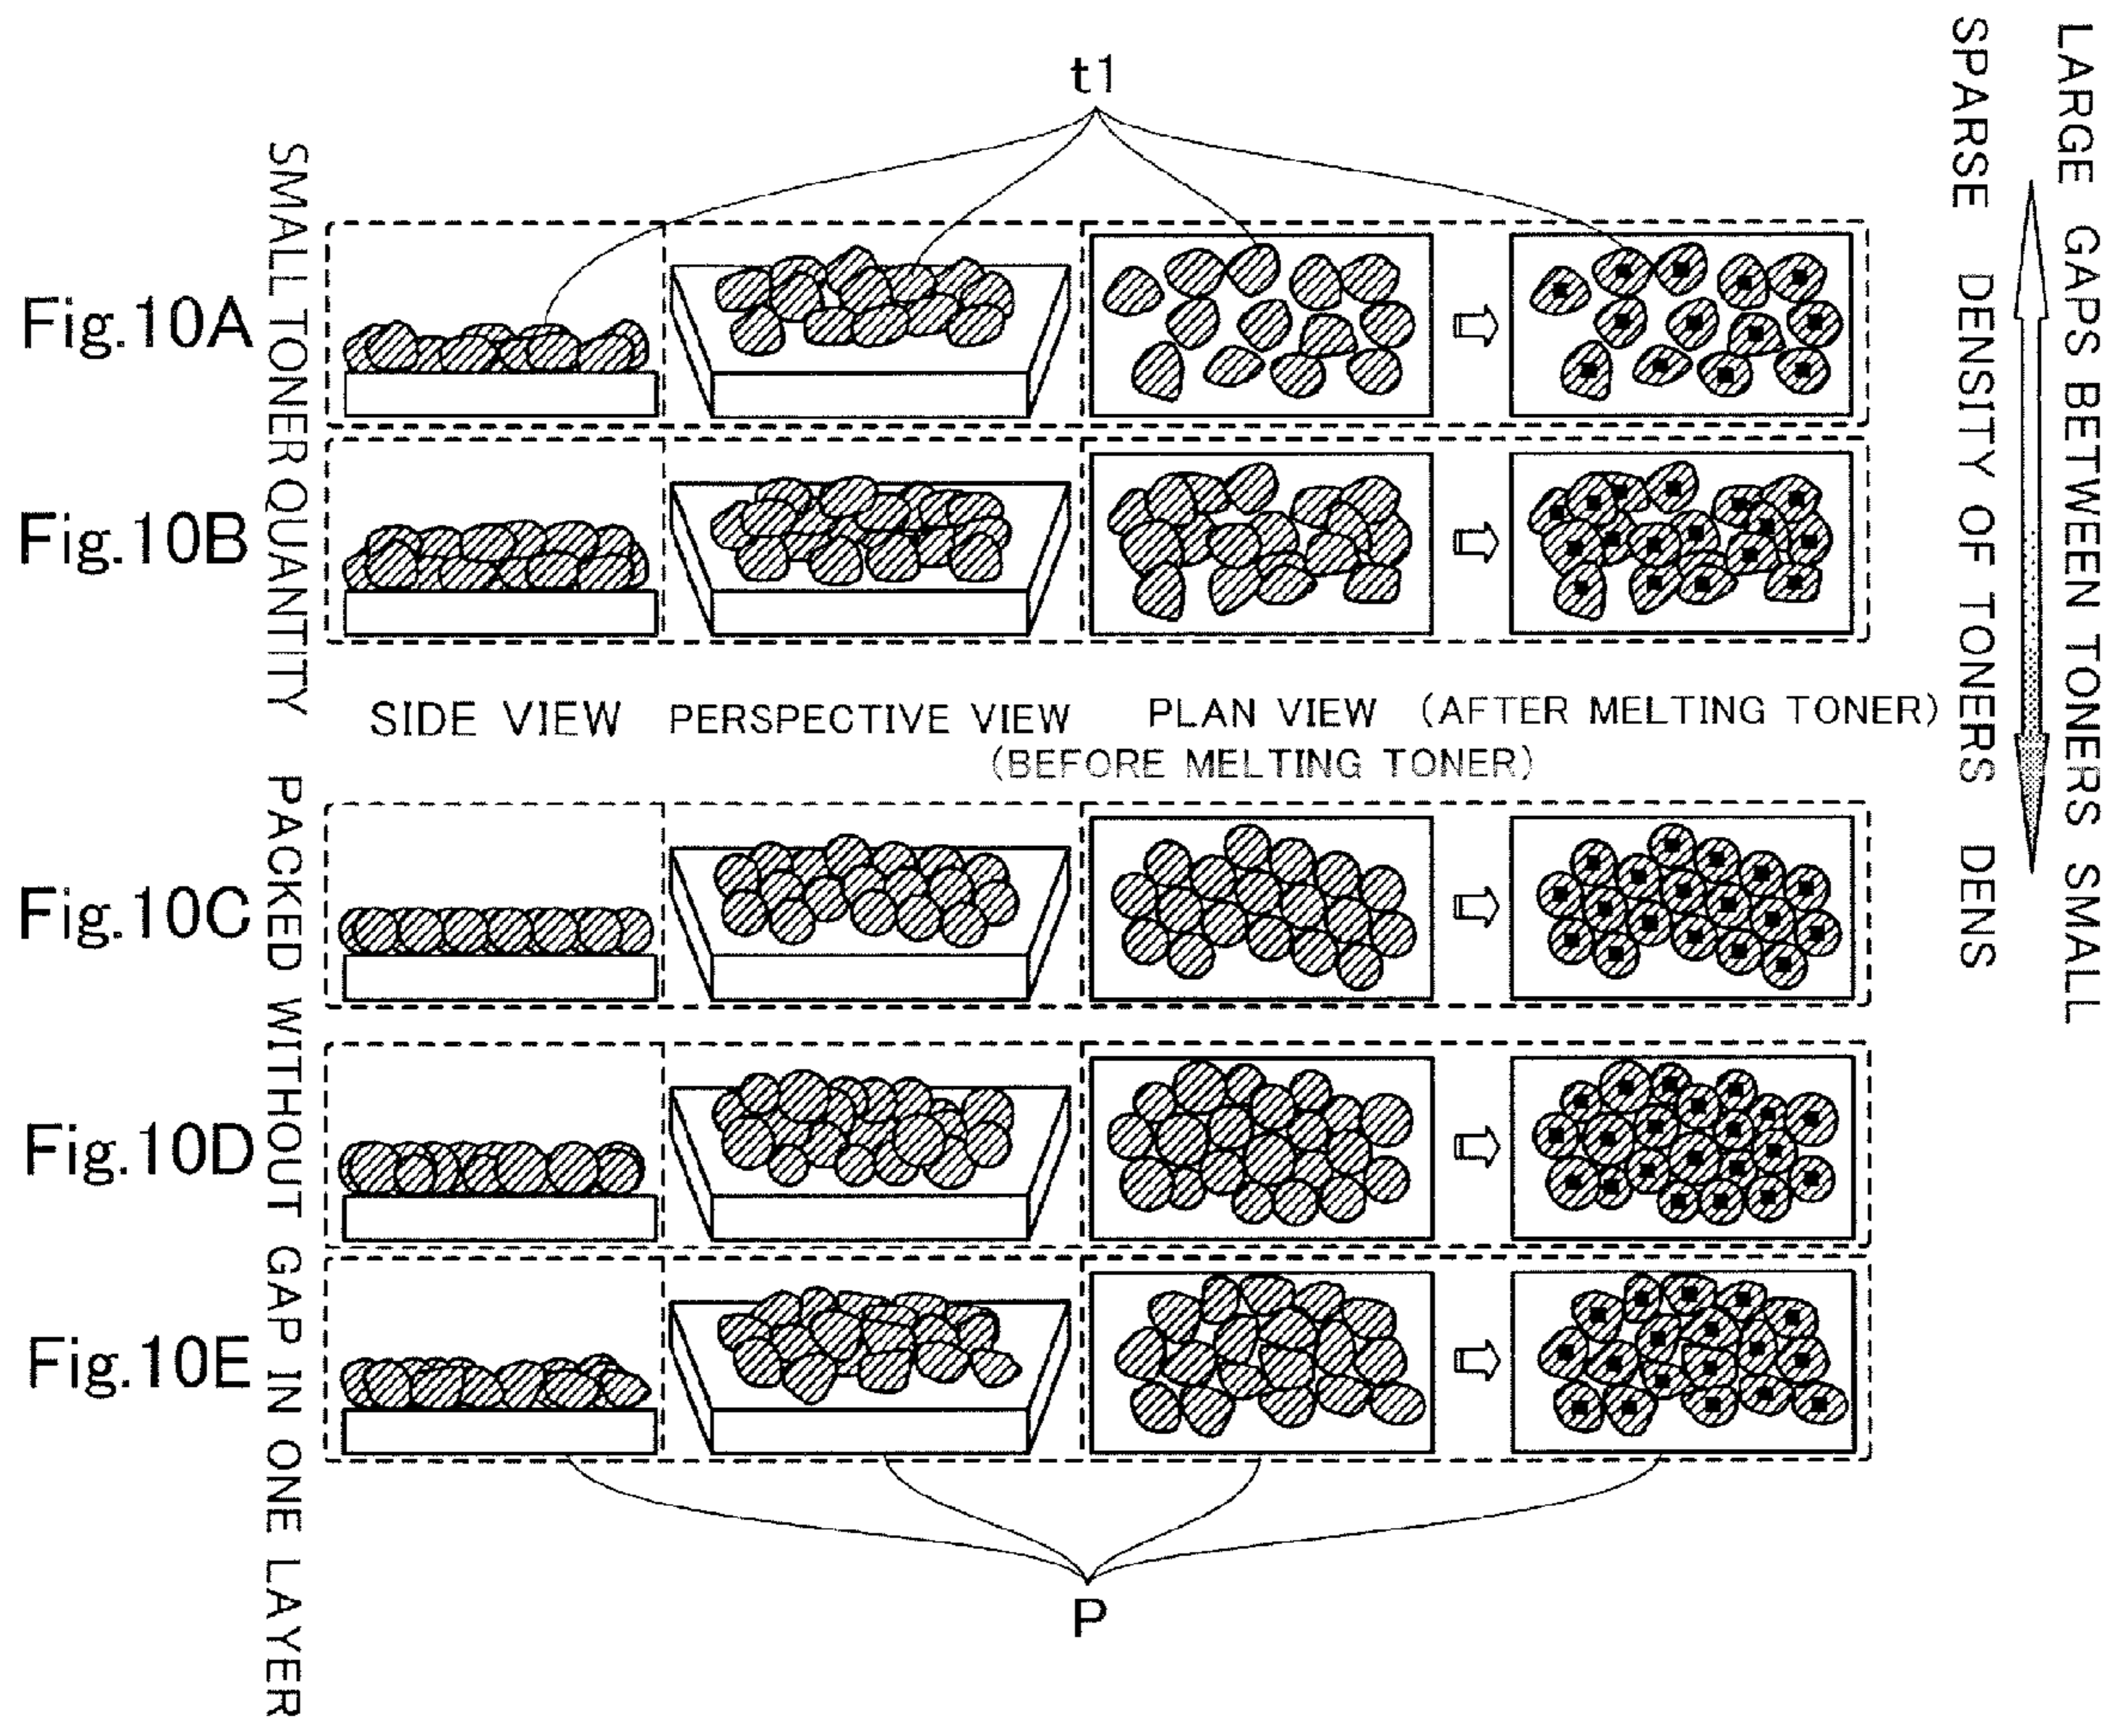 t1
LARGE GAPS BETWEEN TONERS SMALL
SPARSE DENSITY OF TONERS DENS
SMALL TONER QUANTITY
Fig.10A
Fig.10B
SIDE VIEW PERSPECTIVE VIEW PLAN VIEW (AFTER MELTING TONER)
(BEFORE MELTING TONER)
PACKED WITHOUT GAP IN ONE LAYER
Fig.10C
Fig.10D
Fig.10E
P